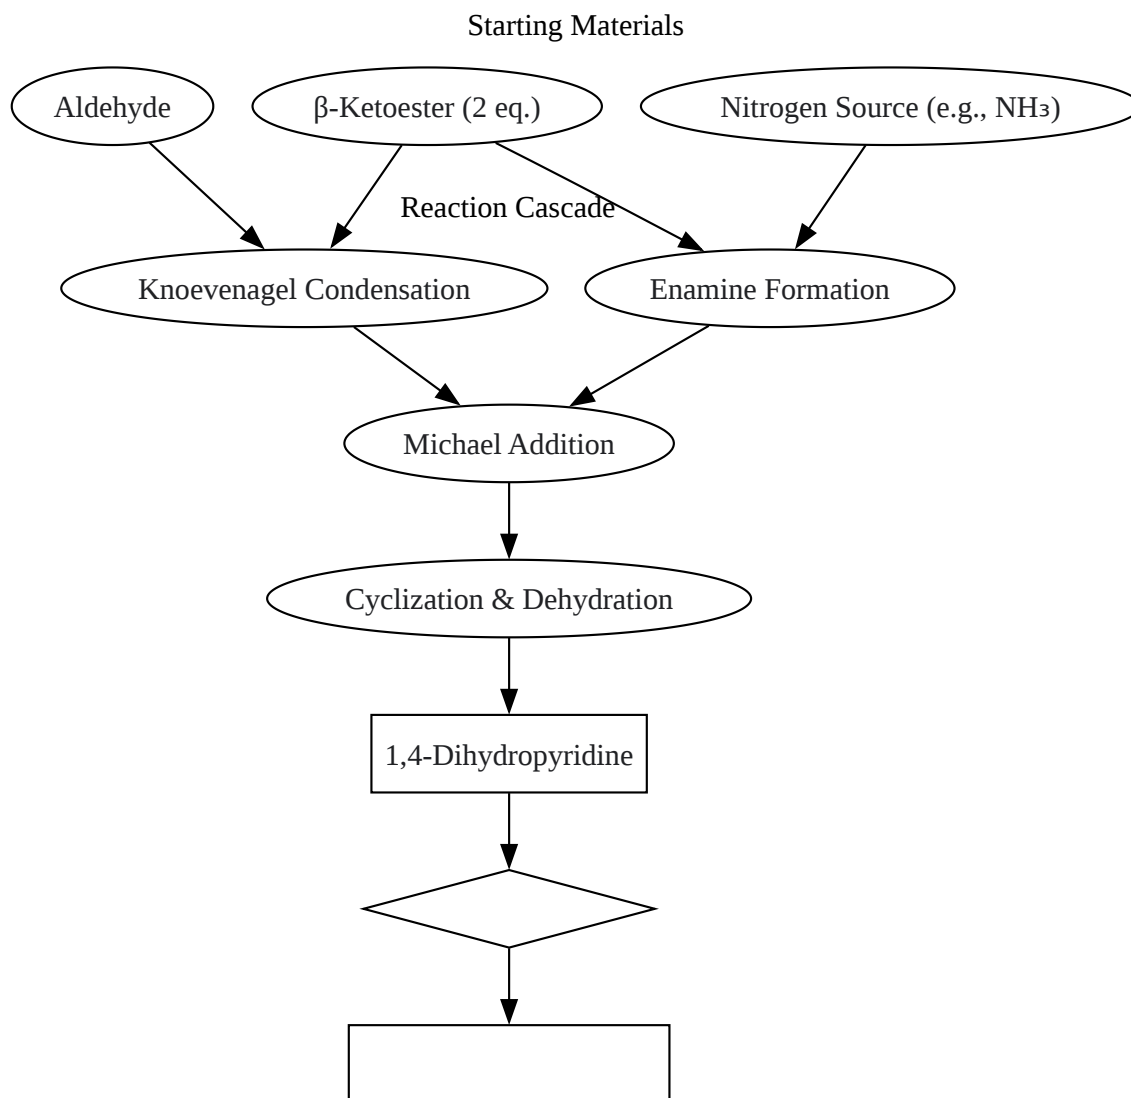 Starting Materials
Aldehyde
β-Ketoester (2 eq.)
Nitrogen Source (e.g., NH₃)
Reaction Cascade
Knoevenagel Condensation
Enamine Formation
Michael Addition
Cyclization & Dehydration
1,4-Dihydropyridine